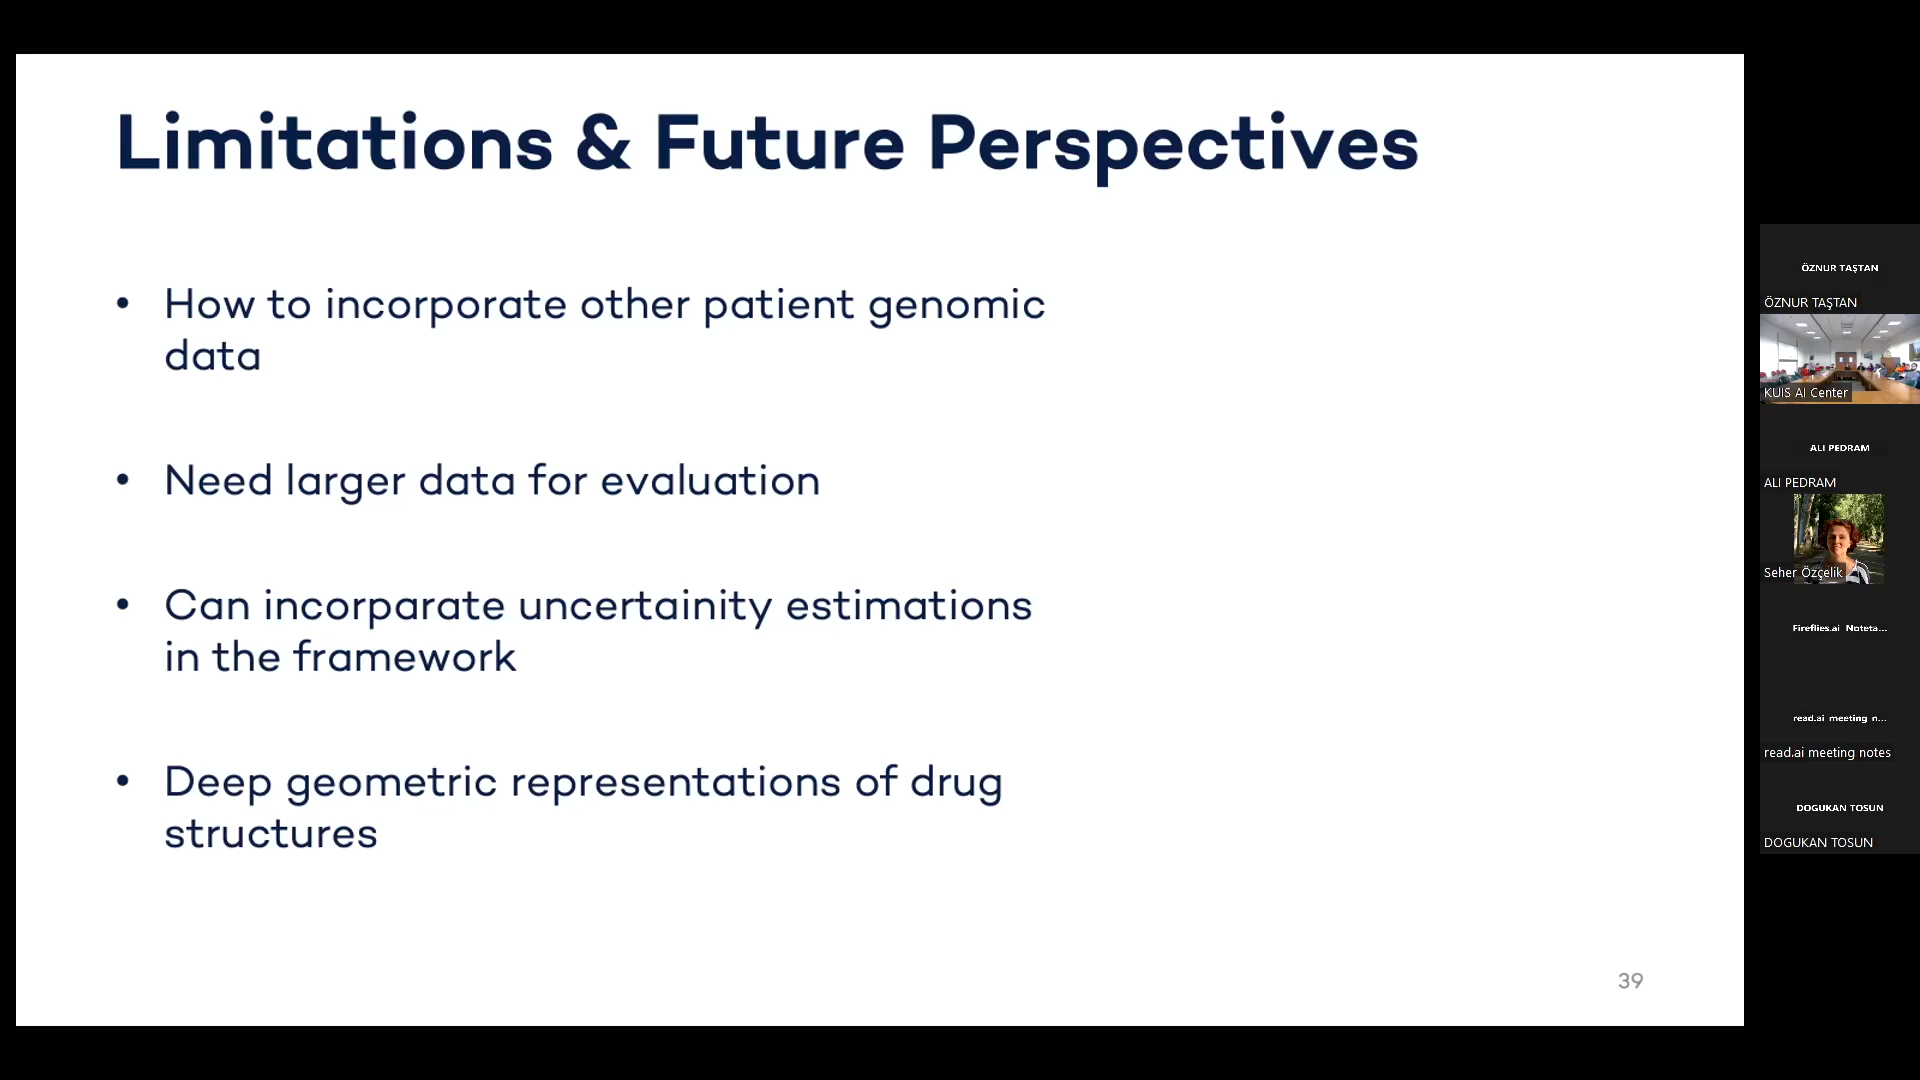 Limitations & Future Perspectives
• How to incorporate other patient genomic
data
• Need larger data for evaluation
• Can incorparate uncertainity estimations
in the framework
• Deep geometric representations of drug
structures
39
ÖZNUR TAŞTAN
ÖZNUR TAŞTAN
KUIS AI Center
ALI PEDRAM
ALI PEDRAM
Seher Özçelik
Fireflies.ai Noteta...
read.ai meeting n...
read.ai meeting notes
DOGUKAN TOSUN
DOGUKAN TOSUN